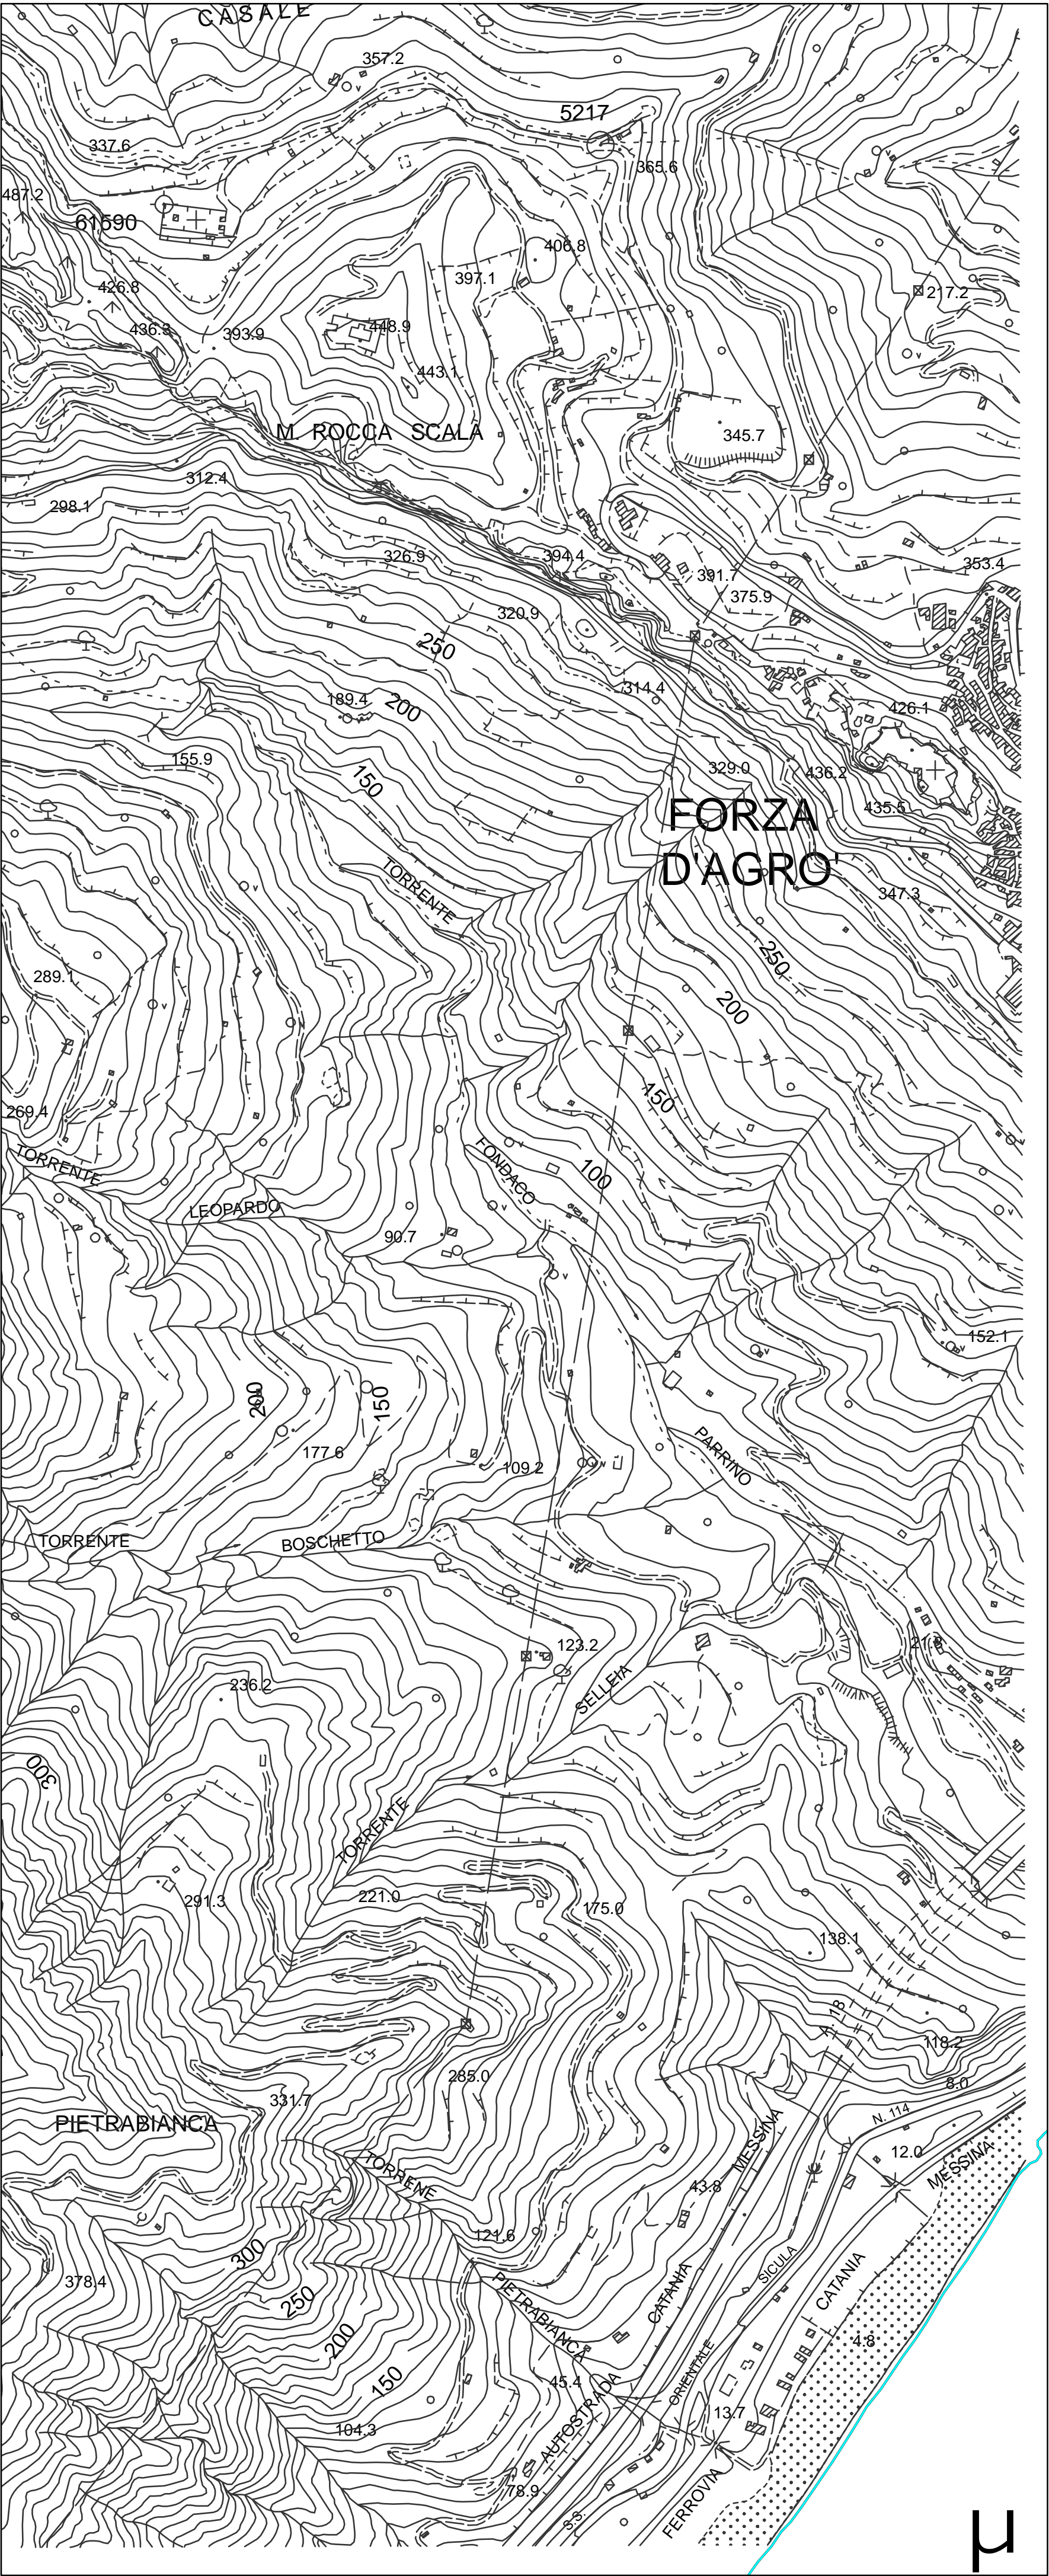 CASALE
357.2
5217
337.6
365.6
487.2
61590
406.8
397.1
426.8
217.2
436.3
393.9
448.9
443.1
M. ROCCA SCALA
345.7
312.4
298.1
326.9
394.4
353.4
391.7
375.9
320.9
250
314.4
189.4
200
426.1
155.9
150
329.0
436.2
435.5
FORZA
D'AGRO'
TORRENTE
347.3
250
289.1
200
450
269.4
TORRENTE
FONDACO
100
LEOPARDO
90.7
152.1
200
150
177.6
109.2
PARRINO
TORRENTE
BOSCHETTO
123.2
21.8
236.2
SELLEIA
300
TORRENTE
291.3
221.0
175.0
138.1
118.2
285.0
8.0
331.7
N. 114
PIETRABIANCA
MESSINA
12.0
MESSINA
TORRENE
43.8
121.6
300
SICULA
378.4
CATANIA
CATANIA
250
PIETRABIANCA
200
4.8
150
45.4
ORIENTALE
AUTOSTRADA
13.7
104.3
78.9
S.S.
FERROVIA
µ